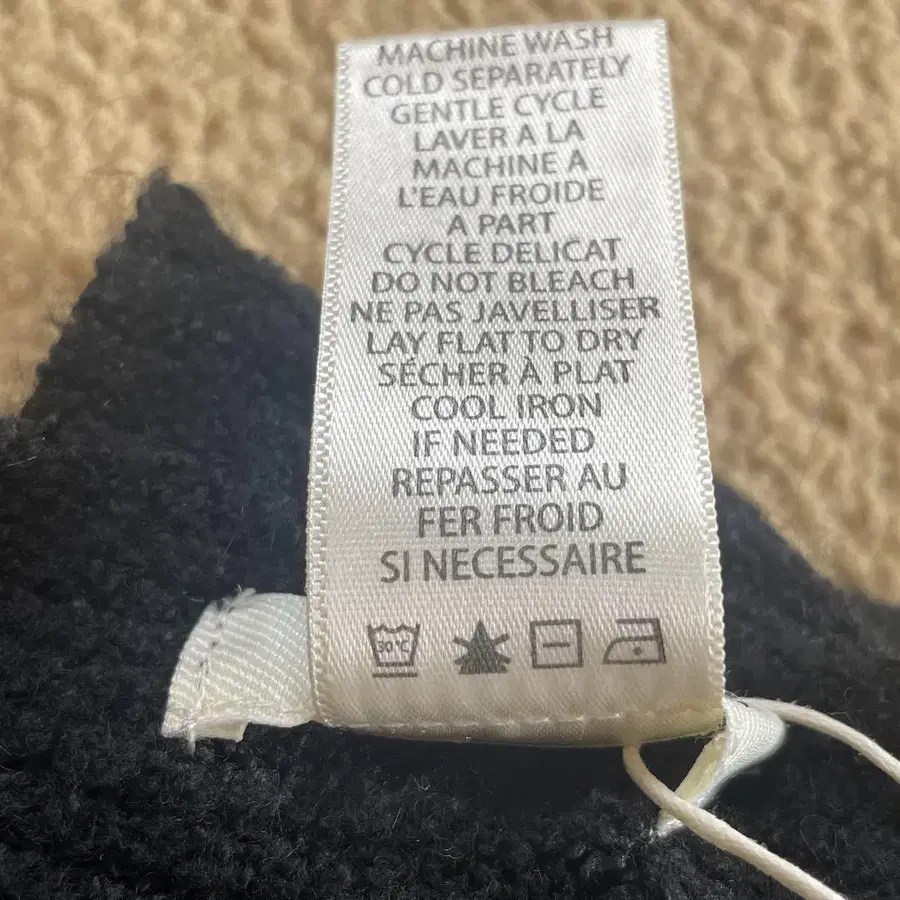 MACHINE WASH
COLD SEPARATELY
GENTLE CYCLE
LAVER A LA
MACHINE A
L'EAU FROIDE
A PART
CYCLE DELICAT
DO NOT BLEACH
NE PAS JAVELLISER
LAY FLAT TO DRY
SÉCHER À PLAT
COOL IRON
IF NEEDED
REPASSER AU
FER FROID
SI NECESSAIRE
30°C